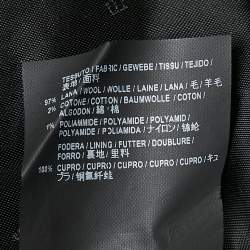 TESSUTO / FABRIC / GEWEBE / TISSU / TEJIDO /
表地 / 面料
97% LANA / WOOL / WOLLE / LAINE / LANA / 毛 / 羊毛
2% COTONE / COTTON / BAUMWOLLE / COTON /
ALGODON / 綿 / 棉
1% POLIAMMIDE / POLYAMIDE / POLYAMID /
POLYAMIDE / POLIAMIDA / ナイロン / 锦纶
FODERA / LINING / FUTTER / DOUBLURE /
FORRO / 裏地 / 里料
100% CUPRO / CUPRO / CUPRO / CUPRO / CUPRO / キュ
プラ / 铜氨纤维